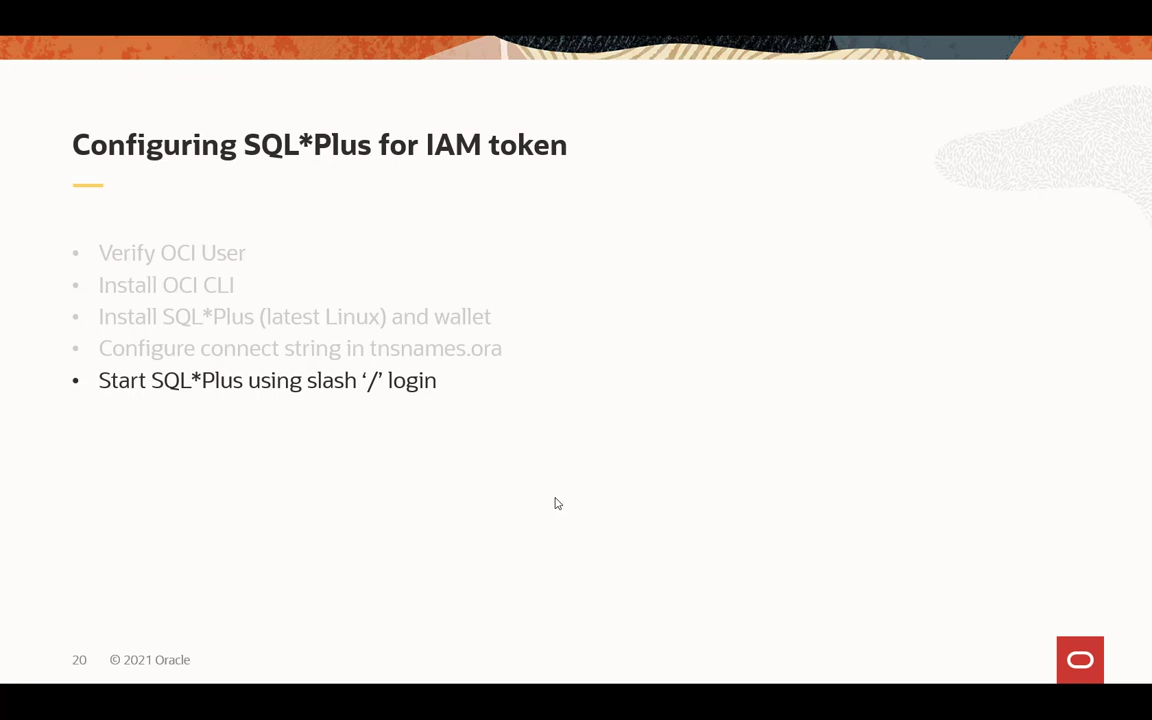 Configuring SQL*Plus for IAM token
• Verify OCI User
• Install OCI CLI
• Install SQL*Plus (latest Linux) and wallet
• Configure connect string in tnsnames.ora
• Start SQL*Plus using slash ‘/’ login
20 © 2021 Oracle